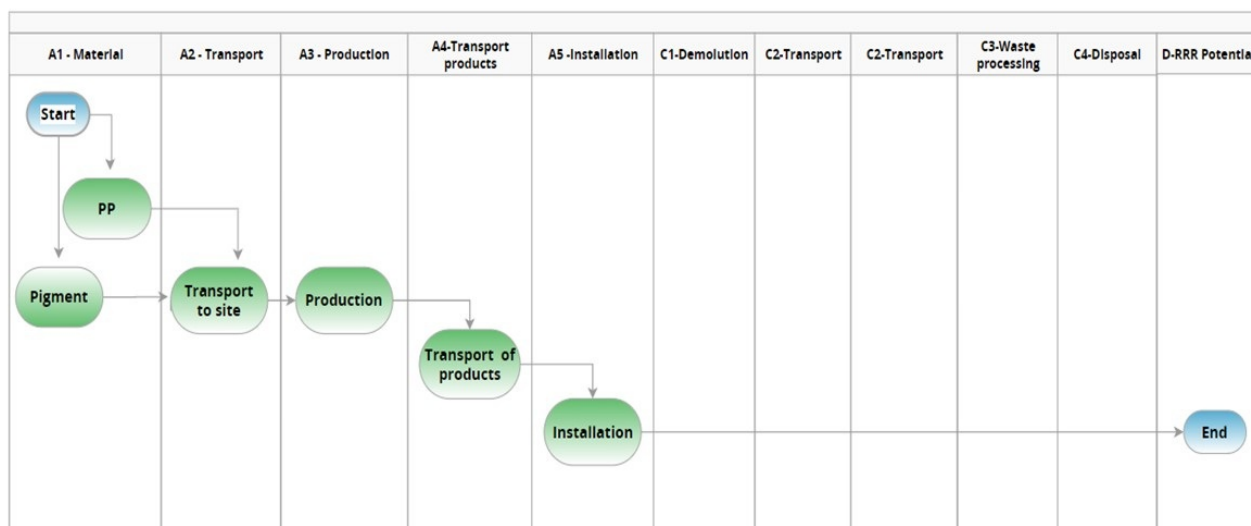 A1 - Material
A2 - Transport
A3 - Production
A4-Transport
products
A5 -Installation
C1-Demolition
C2-Transport
C2-Transport
C3-Waste
processing
C4-Disposal
D-RRR Potentia
Start
PP
Pigment
Transport
to site
Production
Transport of
products
Installation
End